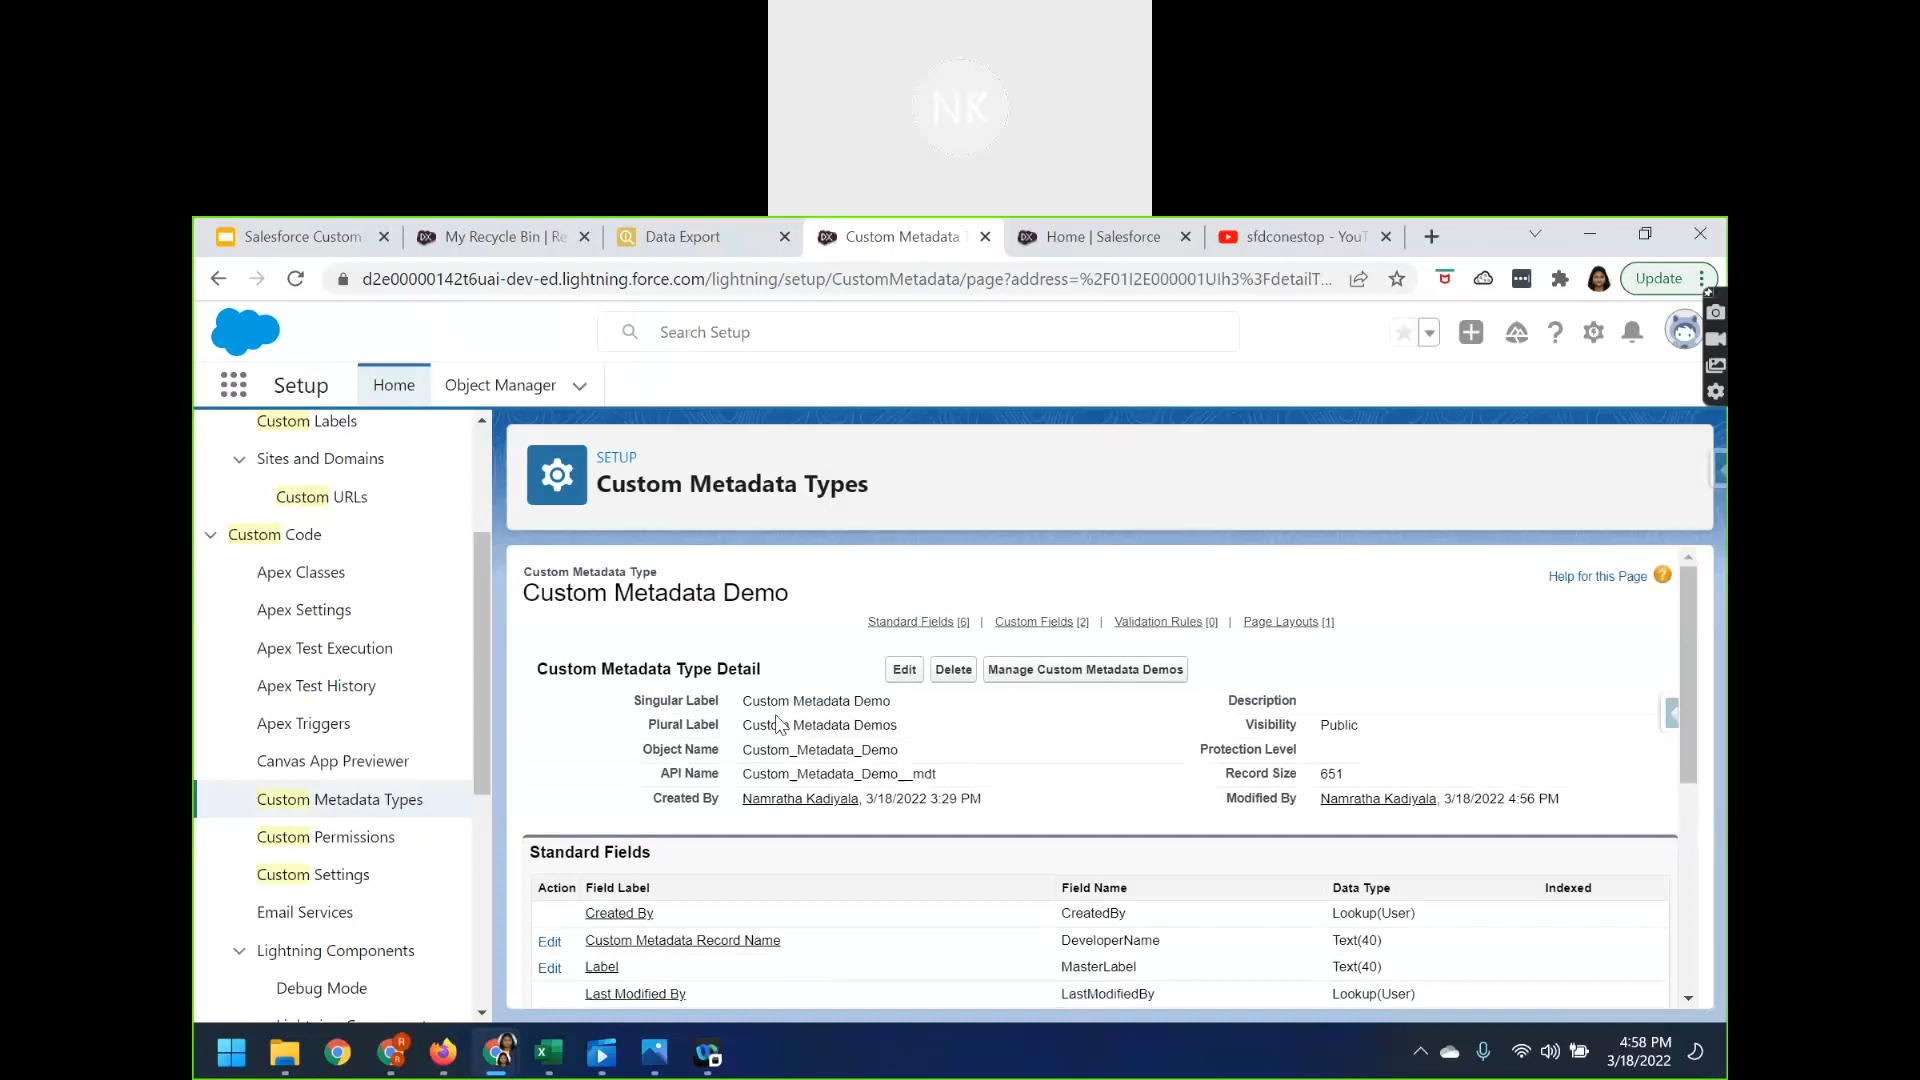 NK
Salesforce Custom
My Recycle Bin | Re
Data Export
Custom Metadata T
Home | Salesforce
sfdconestop - YouT
d2e00000142t6uai-dev-ed.lightning.force.com/lightning/setup/CustomMetadata/page?address=%2F01I2E000001UIh3%3FdetailT...
Update
Search Setup
Setup
Home
Object Manager
Custom Labels
Sites and Domains
Custom URLs
Custom Code
Apex Classes
Apex Settings
Apex Test Execution
Apex Test History
Apex Triggers
Canvas App Previewer
Custom Metadata Types
Custom Permissions
Custom Settings
Email Services
Lightning Components
Debug Mode
SETUP
Custom Metadata Types
Custom Metadata Type
Custom Metadata Demo
Help for this Page
Standard Fields [6] | Custom Fields [2] | Validation Rules [0] | Page Layouts [1]
Custom Metadata Type Detail
Edit
Delete
Manage Custom Metadata Demos
Singular Label Custom Metadata Demo
Description
Plural Label Custom Metadata Demos
Visibility Public
Object Name Custom_Metadata_Demo
Protection Level
API Name Custom_Metadata_Demo__mdt
Record Size 651
Created By Namratha Kadiyala, 3/18/2022 3:29 PM
Modified By Namratha Kadiyala, 3/18/2022 4:56 PM
Standard Fields
Action Field Label Field Name Data Type Indexed
Created By CreatedBy Lookup(User)
Edit Custom Metadata Record Name DeveloperName Text(40)
Edit Label MasterLabel Text(40)
Last Modified By LastModifiedBy Lookup(User)
4:58 PM
3/18/2022